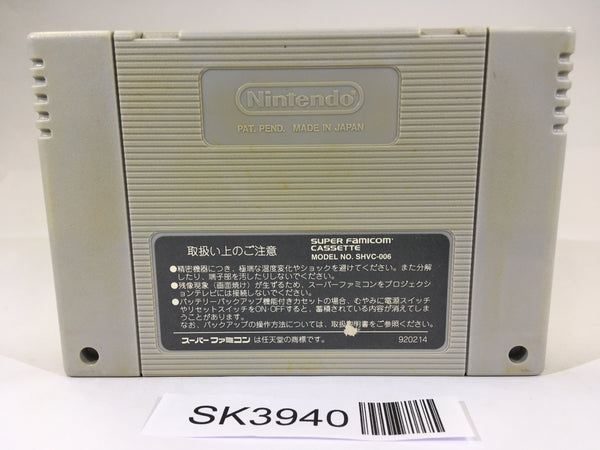 Nintendo
PAT. PEND. MADE IN JAPAN
取扱い上のご注意
SUPER FAMICOM
CASSETTE
MODEL NO. SHVC-006
●精密機器につき、極端な温度変化やショックを避けてください。また分解
したり、端子部を汚したりしないでください。
●残像現象（画面焼け）が生ずるため、スーパーファミコンをプロジェクシ
ョンテレビには接続しないでください。
●バッテリーバックアップ機能付きカセットの場合、むやみに電源スイッチ
やリセットスイッチをON・OFFすると、蓄積されている内容が消えてしま
うことがあります。
なお、バックアップの操作方法については、取扱説明書をご参照ください。
スーパーファミコン は任天堂の商標です。
920214
SK3940